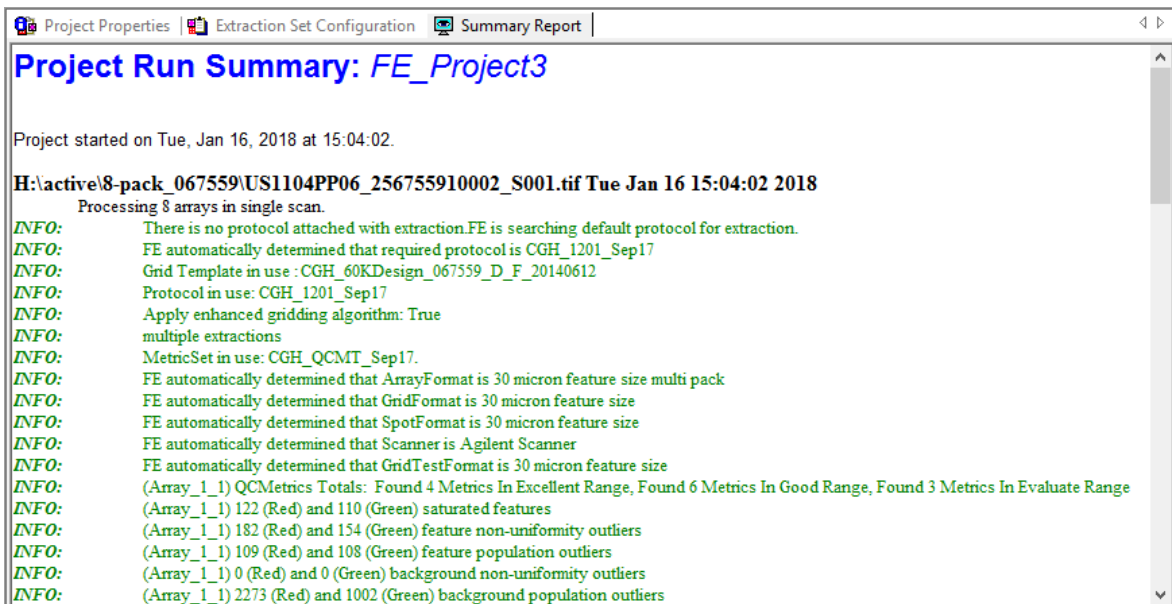 Project Properties Extraction Set Configuration Summary Report
Project Run Summary: FE_Project3
Project started on Tue, Jan 16, 2018 at 15:04:02.
H:\active\8-pack_067559\US1104PP06_256755910002_S001.tif Tue Jan 16 15:04:02 2018
Processing 8 arrays in single scan.
INFO: There is no protocol attached with extraction.FE is searching default protocol for extraction.
INFO: FE automatically determined that required protocol is CGH_1201_Sep17
INFO: Grid Template in use : CGH_60KDesign_067559_D_F_20140612
INFO: Protocol in use: CGH_1201_Sep17
INFO: Apply enhanced gridding algorithm: True
INFO: multiple extractions
INFO: MetricSet in use: CGH_QCMT_Sep17.
INFO: FE automatically determined that ArrayFormat is 30 micron feature size multi pack
INFO: FE automatically determined that GridFormat is 30 micron feature size
INFO: FE automatically determined that SpotFormat is 30 micron feature size
INFO: FE automatically determined that Scanner is Agilent Scanner
INFO: FE automatically determined that GridTestFormat is 30 micron feature size
INFO: (Array_1_1) QCMetrics Totals: Found 4 Metrics In Excellent Range, Found 6 Metrics In Good Range, Found 3 Metrics In Evaluate Range
INFO: (Array_1_1) 122 (Red) and 110 (Green) saturated features
INFO: (Array_1_1) 182 (Red) and 154 (Green) feature non-uniformity outliers
INFO: (Array_1_1) 109 (Red) and 108 (Green) feature population outliers
INFO: (Array_1_1) 0 (Red) and 0 (Green) background non-uniformity outliers
INFO: (Array_1_1) 2273 (Red) and 1002 (Green) background population outliers